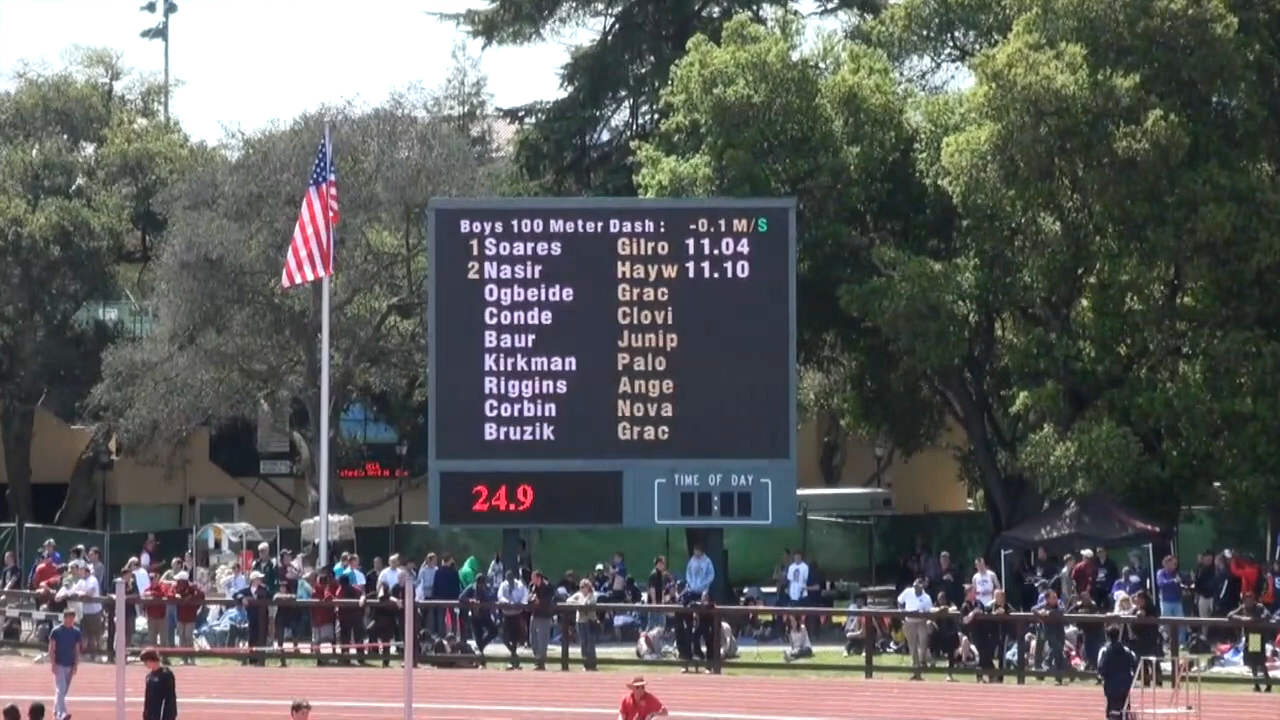 Boys 100 Meter Dash: -0.1 M/S
1 Soares Gilro 11.04
2 Nasir Hayw 11.10
Ogbeide Grac
Conde Clovi
Baur Junip
Kirkman Palo
Riggins Ange
Corbin Nova
Bruzik Grac
24.9
TIME OF DAY